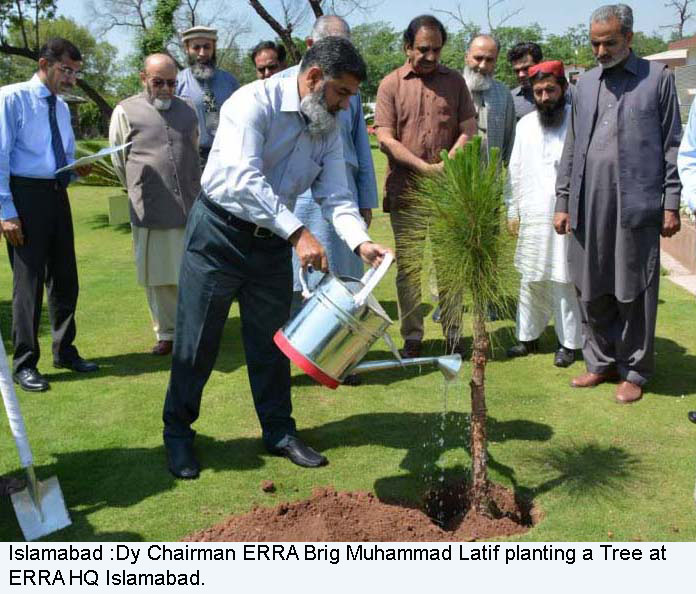 Islamabad :Dy Chairman ERRA Brig Muhammad Latif planting a Tree at
ERRA HQ Islamabad.